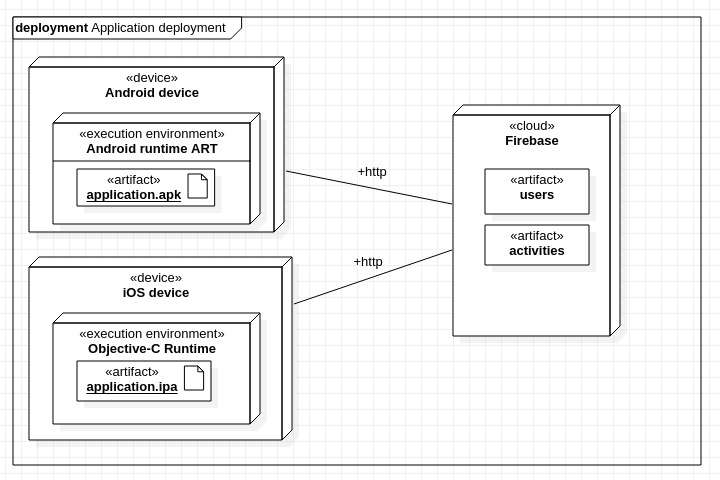 deployment Application deployment
«device»
Android device
«execution environment»
Android runtime ART
«artifact»
application.apk
+http
«cloud»
Firebase
«artifact»
users
«artifact»
activities
+http
«device»
iOS device
«execution environment»
Objective-C Runtime
«artifact»
application.ipa